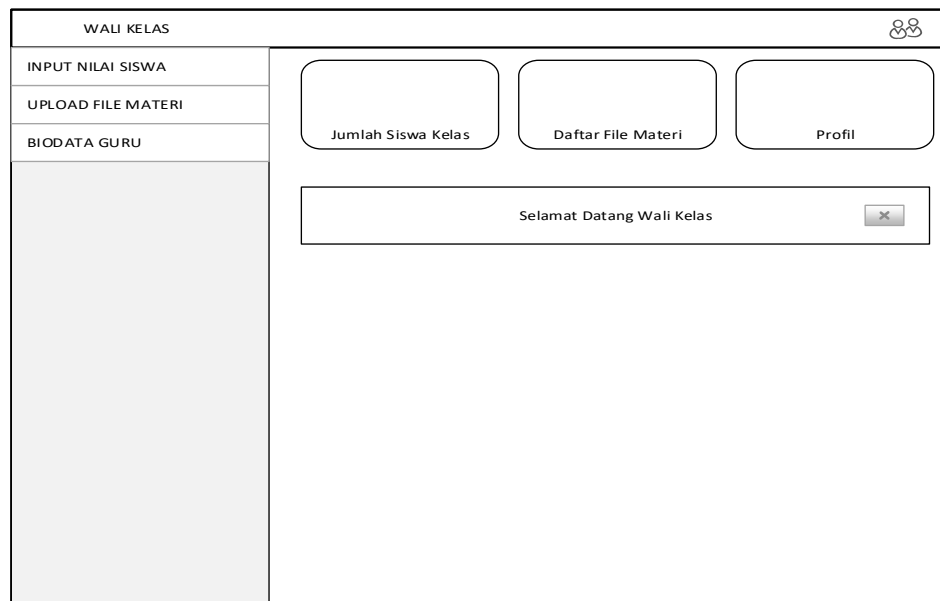 WALI KELAS
INPUT NILAI SISWA
UPLOAD FILE MATERI
BIODATA GURU
Jumlah Siswa Kelas
Daftar File Materi
Profil
Selamat Datang Wali Kelas